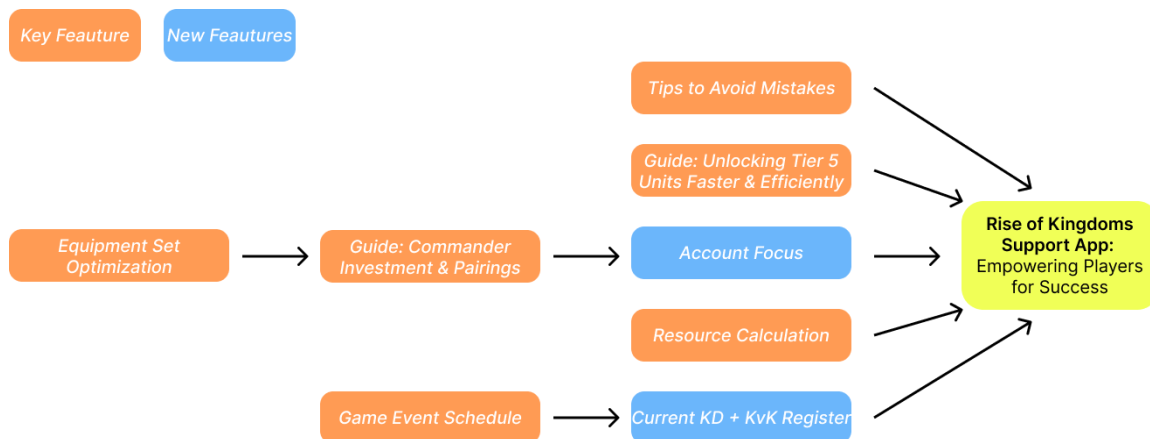 Key Feauture
New Feautures
Tips to Avoid Mistakes
Guide: Unlocking Tier 5
Units Faster & Efficiently
Equipment Set
Optimization
Guide: Commander
Investment & Pairings
Account Focus
Rise of Kingdoms
Support App:
Empowering Players
for Success
Resource Calculation
Game Event Schedule
Current KD + KvK Register